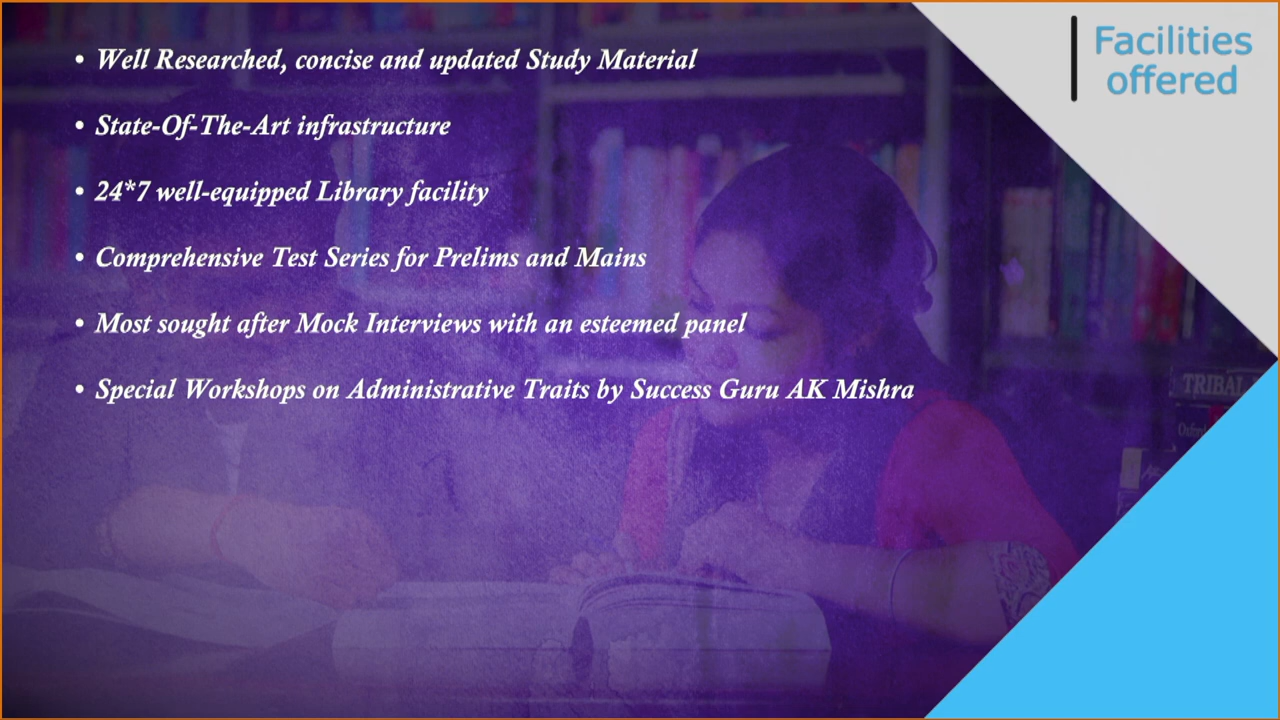 Facilities
offered
• Well Researched, concise and updated Study Material
• State-Of-The-Art infrastructure
• 24*7 well-equipped Library facility
• Comprehensive Test Series for Prelims and Mains
• Most sought after Mock Interviews with an esteemed panel
• Special Workshops on Administrative Traits by Success Guru AK Mishra
TRIBAL